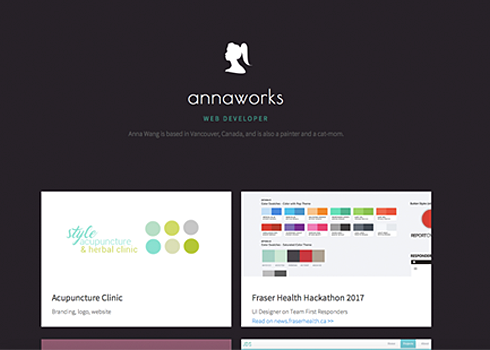 annaworks
WEB DEVELOPER
Anna Wang is based in Vancouver, Canada, and is also a painter and a cat-mom.
style
acupuncture
& herbal clinic
Acupuncture Clinic
Branding, logo, website
REPORT
RESPONDER
Fraser Health Hackathon 2017
UI Designer on Team First Responders
Read on news.fraserhealth.ca >>